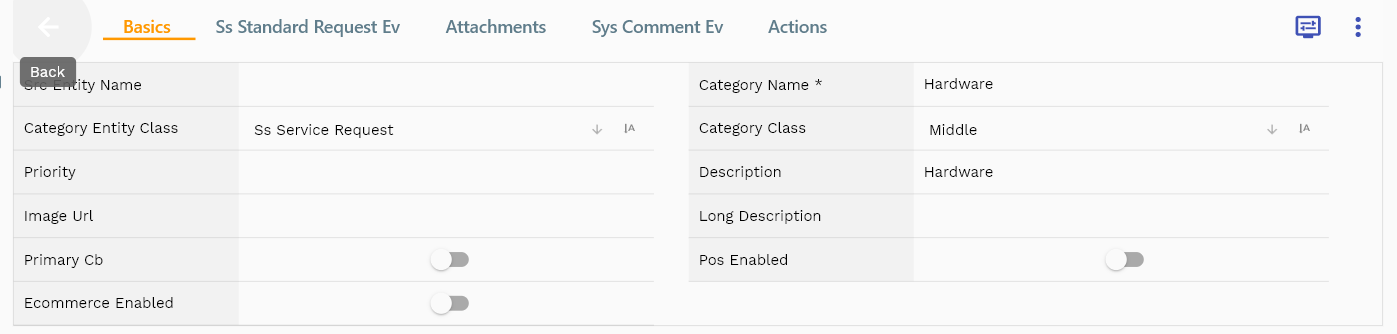 Basics Ss Standard Request Ev Attachments Sys Comment Ev Actions
Back
Src Entity Name Category Name * Hardware
Category Entity Class Ss Service Request Category Class Middle
Priority Description Hardware
Image Url Long Description
Primary Cb Pos Enabled
Ecommerce Enabled